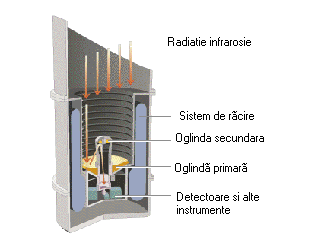 Radiatie infrarosie
Sistem de răcire
Oglinda secundara
Oglindă primară
Detectoare si alte
instrumente